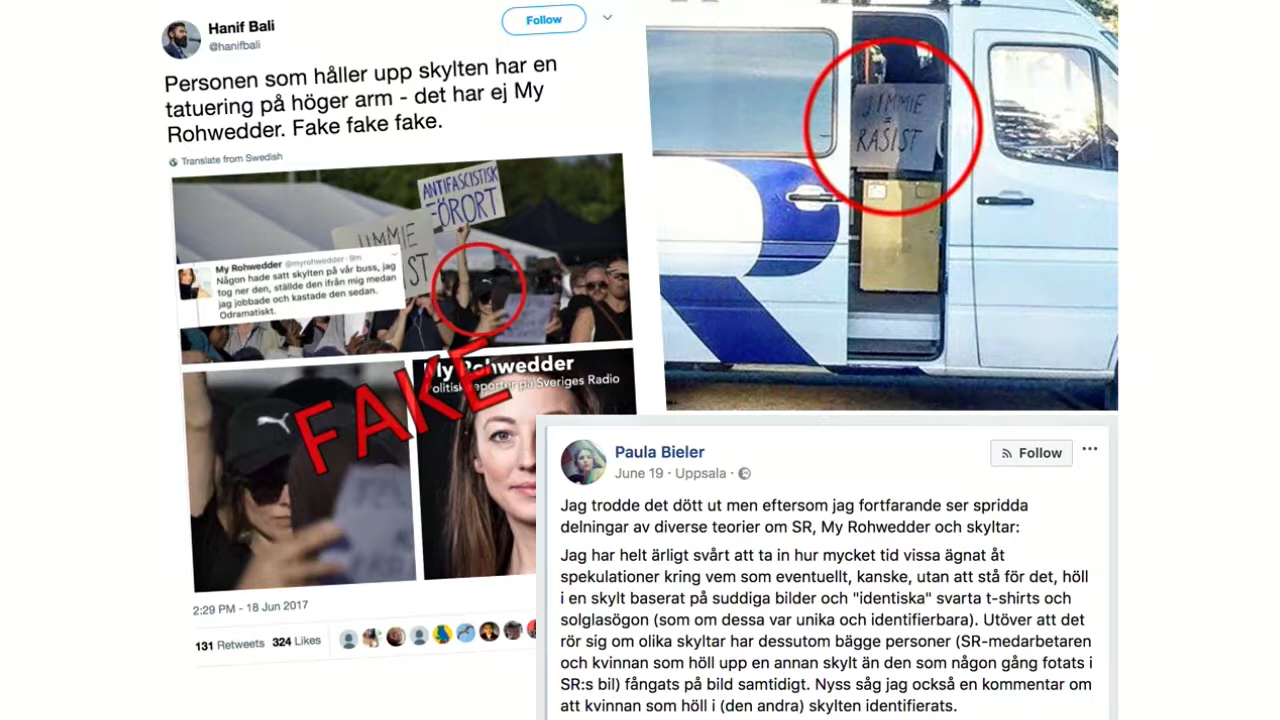 Hanif Bali
@hanifbali
Follow
Personen som håller upp skylten har en
tatuering på höger arm - det har ej My
Rohwedder. Fake fake fake.
Translate from Swedish
ANTIFASCISTISK
FÖRORT
JIMMIE
IST
My Rohwedder @myrohwedder · 9m
Någon hade satt skylten på vår buss, jag
tog ner den, ställde den ifrån mig medan
jag jobbade och kastade den sedan.
Odramatiskt.
FAKE
My Rohwedder
Politisk reporter på Sveriges Radio
2:29 PM - 18 Jun 2017
131 Retweets 324 Likes
JIMMIE
=
RASIST
Paula Bieler
June 19 · Uppsala ·
Follow
Jag trodde det dött ut men eftersom jag fortfarande ser spridda
delningar av diverse teorier om SR, My Rohwedder och skyltar:
Jag har helt ärligt svårt att ta in hur mycket tid vissa ägnat åt
spekulationer kring vem som eventuellt, kanske, utan att stå för det, höll
i en skylt baserat på suddiga bilder och "identiska" svarta t-shirts och
solglasögon (som om dessa var unika och identifierbara). Utöver att det
rör sig om olika skyltar har dessutom bägge personer (SR-medarbetaren
och kvinnan som höll upp en annan skylt än den som någon gång fotats i
SR:s bil) fångats på bild samtidigt. Nyss såg jag också en kommentar om
att kvinnan som höll i (den andra) skylten identifierats.